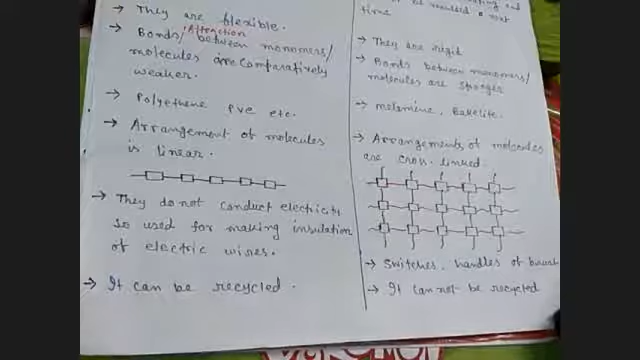 → They are flexible.
→ Bonds/Attraction between monomers/
molecules are comparatively
weaker.
→ Polyethene PVC etc.
→ Arrangement of molecules
is linear.
→ They do not conduct electricity
so used for making insulation
of electric wires.
→ It can be recycled.
time
→ They are rigid
→ Bonds between monomers/
molecules are stronger
→ melamine, Bakelite.
→ Arrangements of molecules
are cross-linked.
→ Switches, handles of
→ It can not be recycled